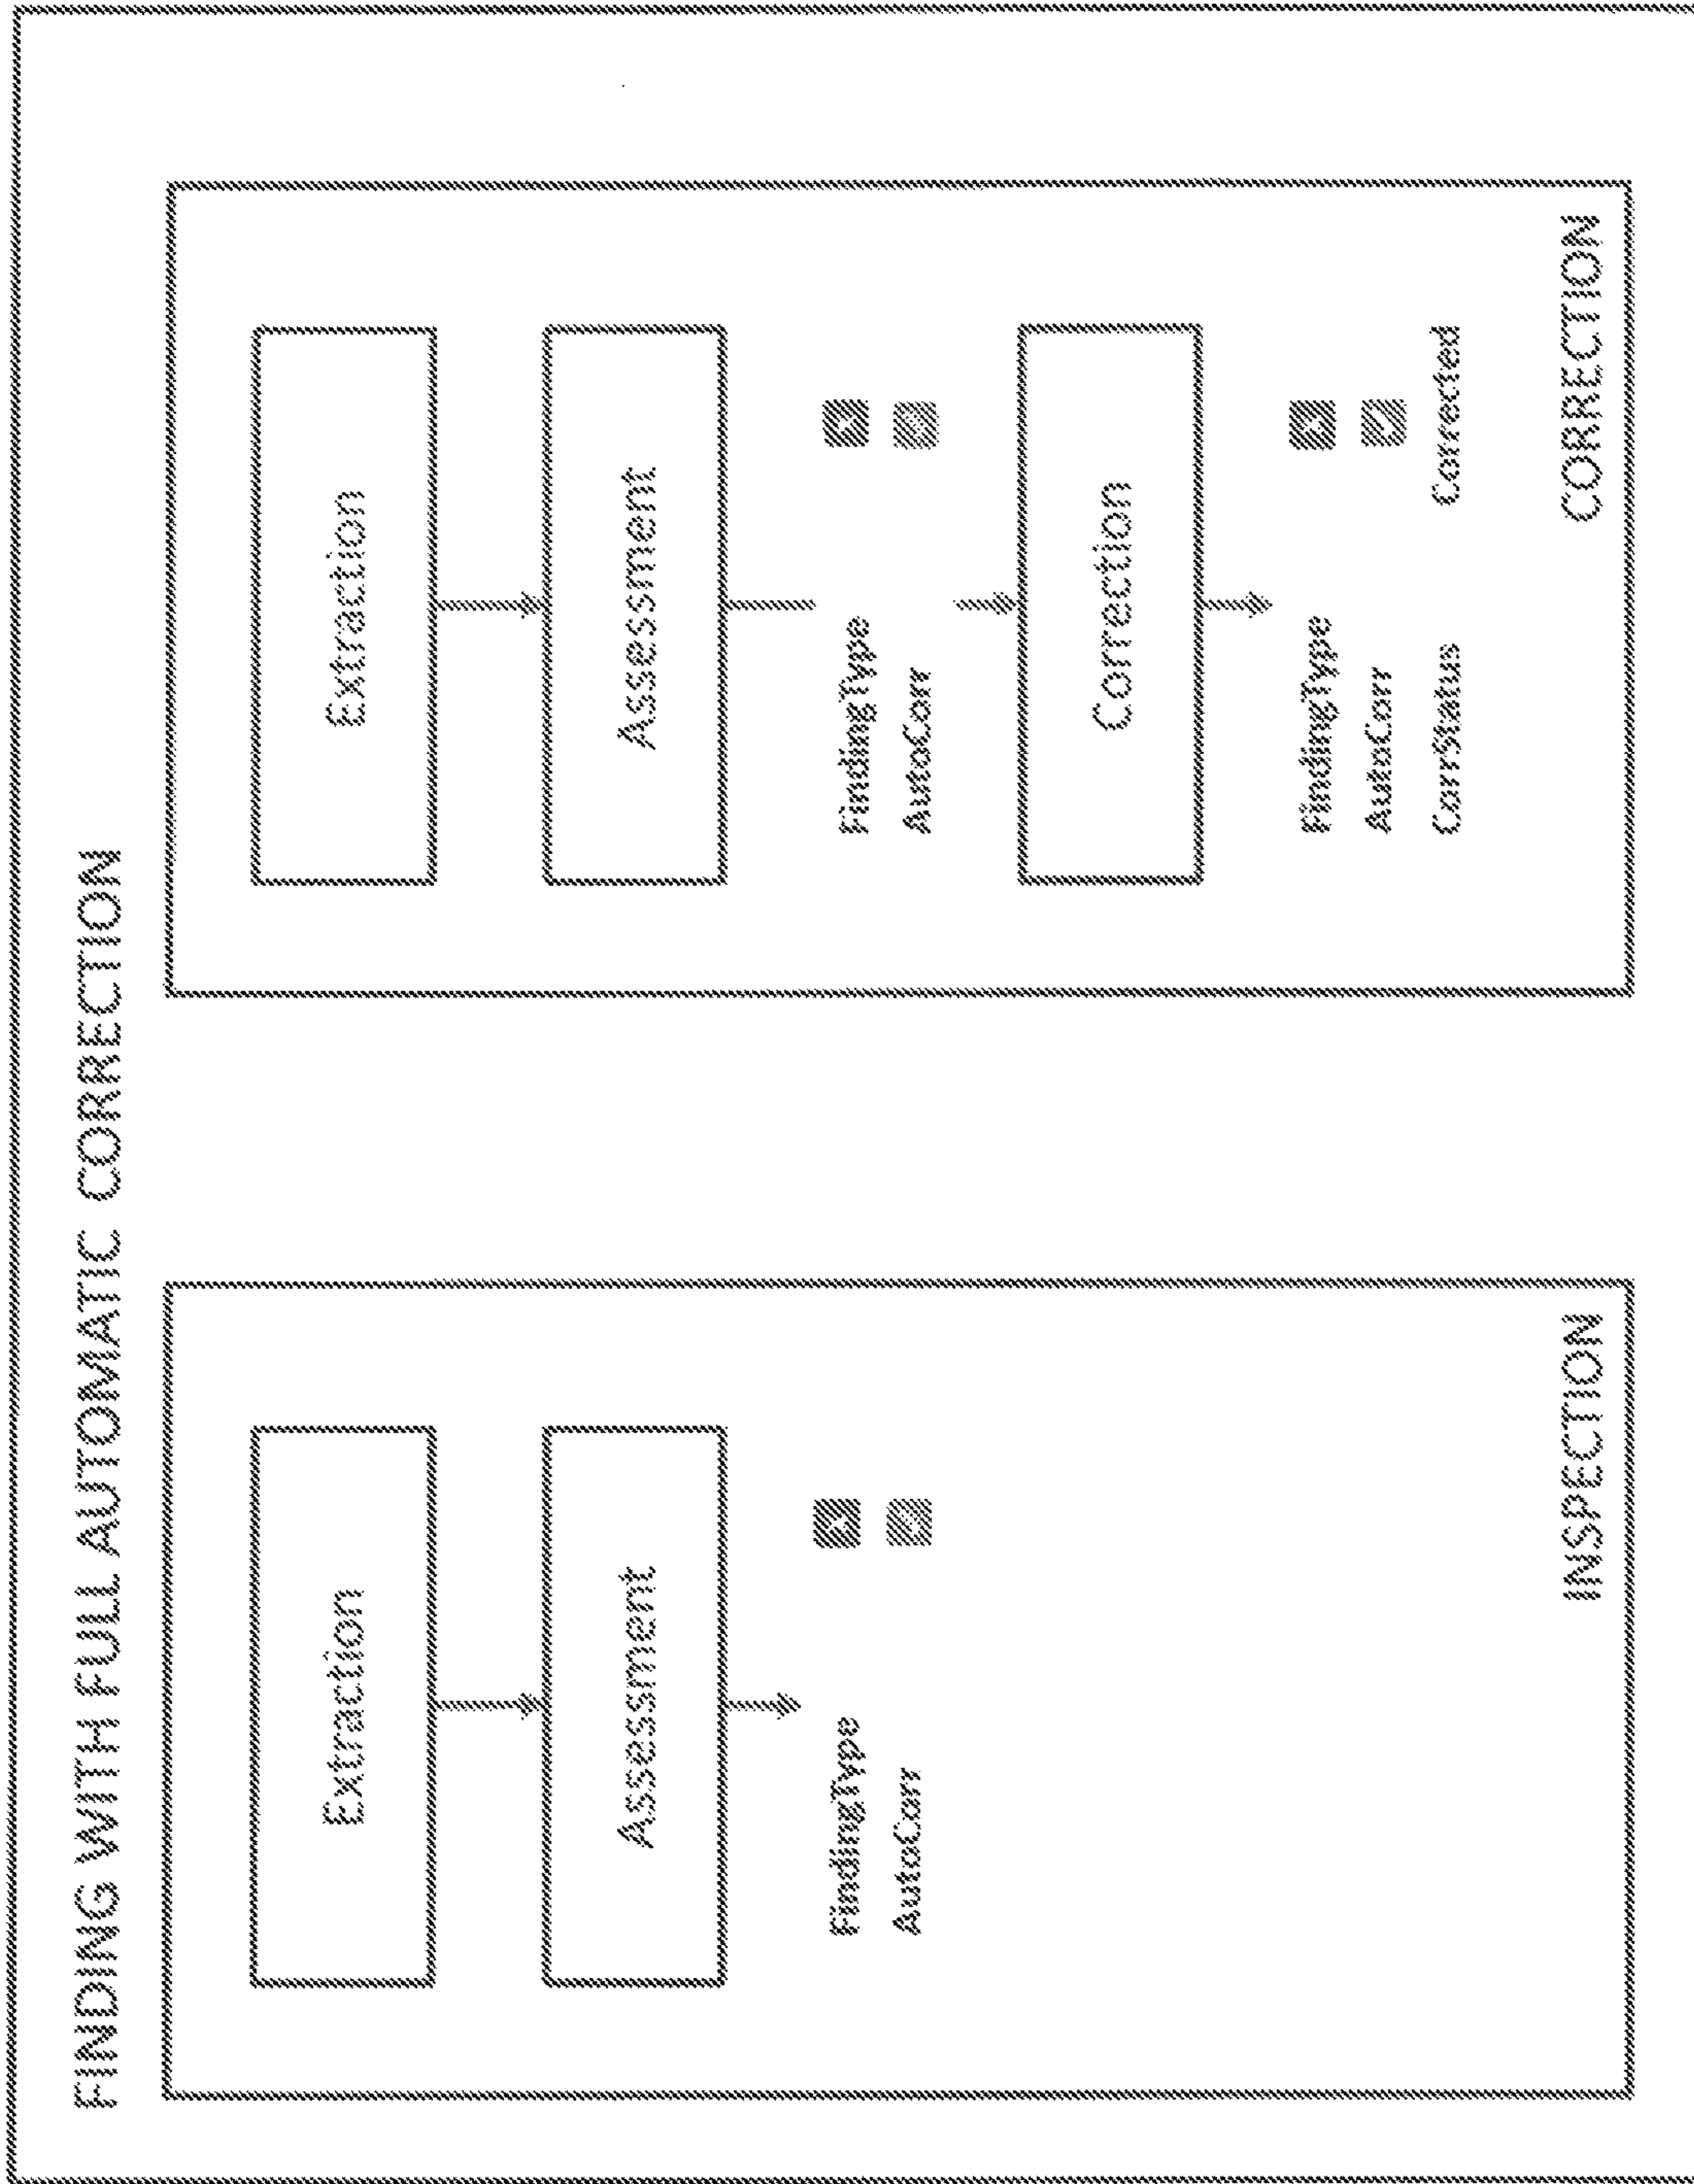 FINDING WITH FULL AUTOMATIC CORRECTION
Extraction
Assessment
FindingType
AutoCorr
INSPECTION
Extraction
Assessment
FindingType
AutoCorr
Correction
FindingType
AutoCorr
CorrStatus Corrected
CORRECTION